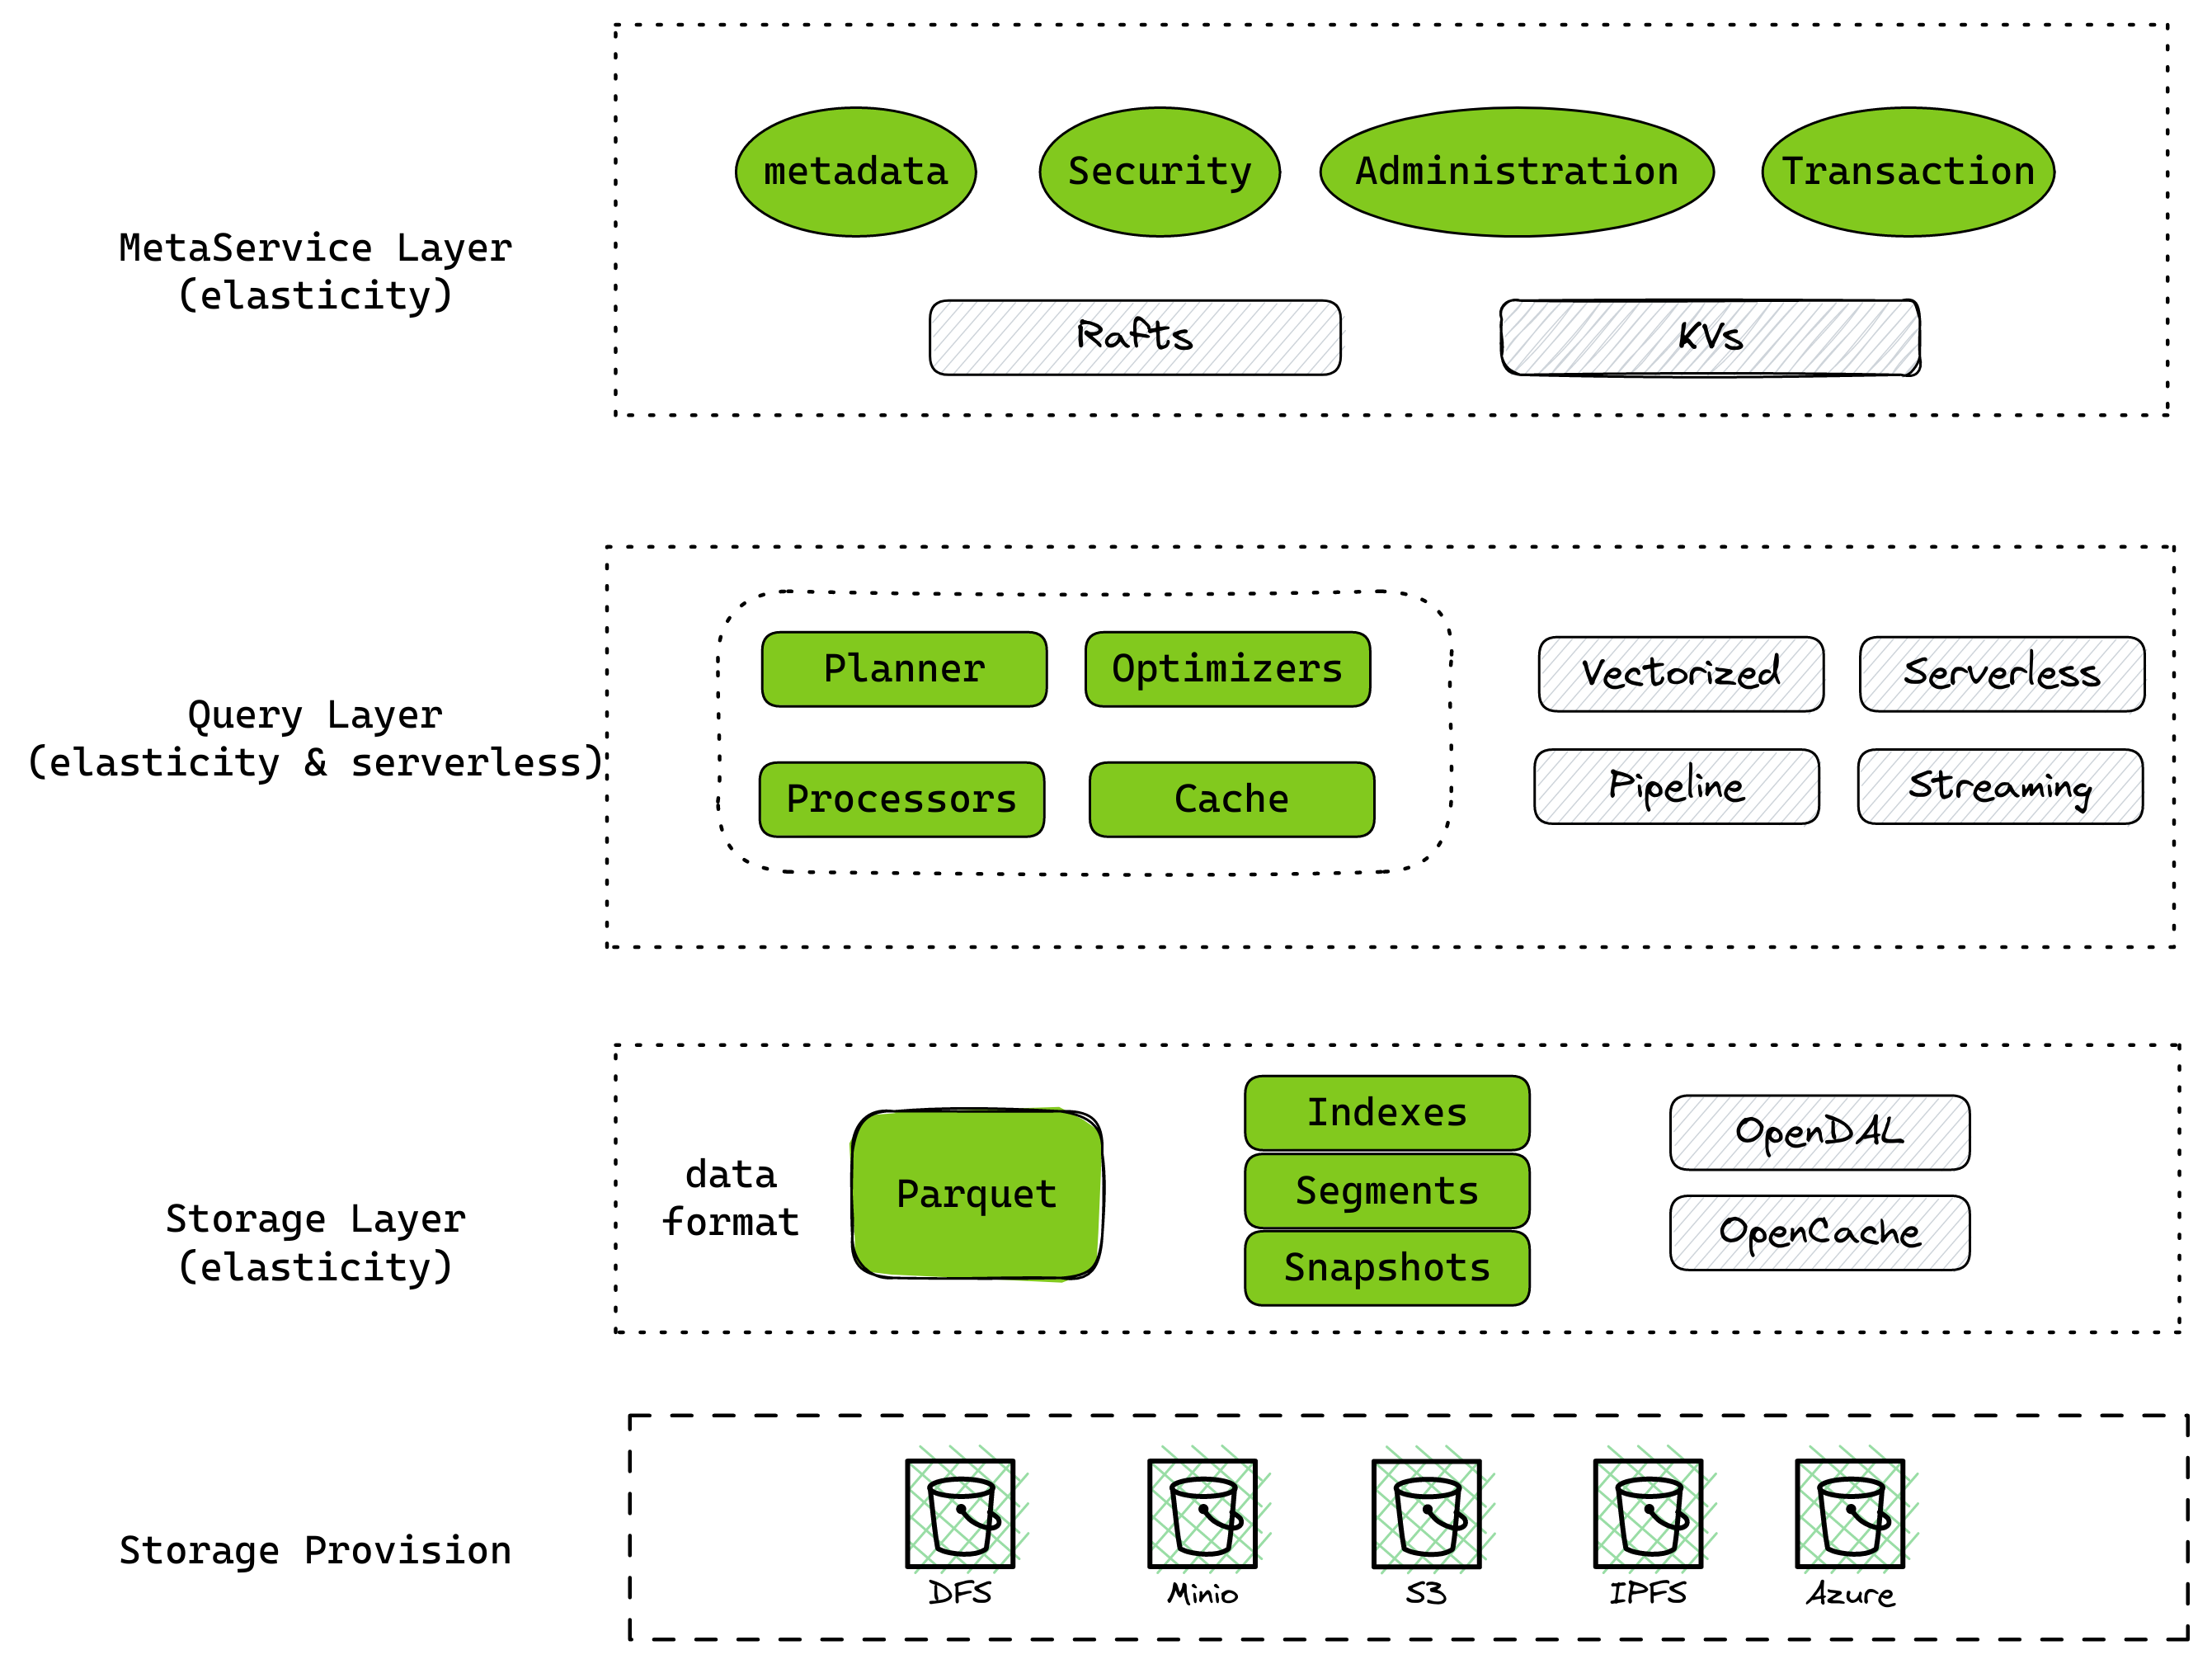 metadata
Security
Administration
Transaction
MetaService Layer
(elasticity)
Rafts
KVs
Query Layer
(elasticity & serverless)
Planner
Optimizers
Processors
Cache
Vectorized
Serverless
Pipeline
Streaming
Storage Layer
(elasticity)
data
format
Parquet
Indexes
Segments
Snapshots
OpenDAL
OpenCache
Storage Provision
DFS
Minio
S3
IPFS
Azure